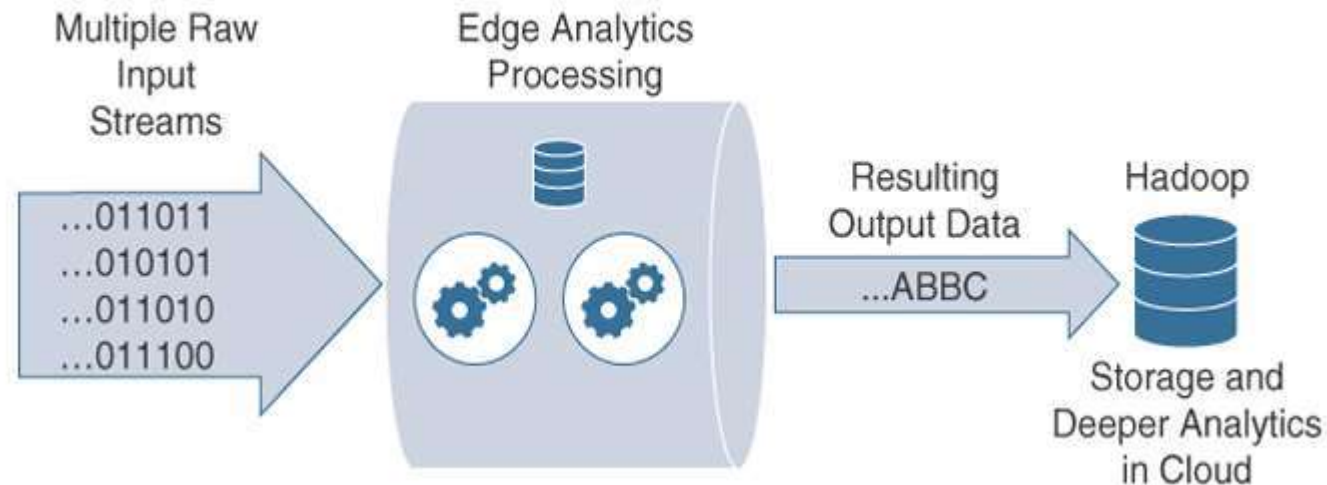 Multiple Raw
Input
Streams
...011011
...010101
...011010
...011100
Edge Analytics
Processing
Resulting
Output Data
...ABBC
Hadoop
Storage and
Deeper Analytics
in Cloud